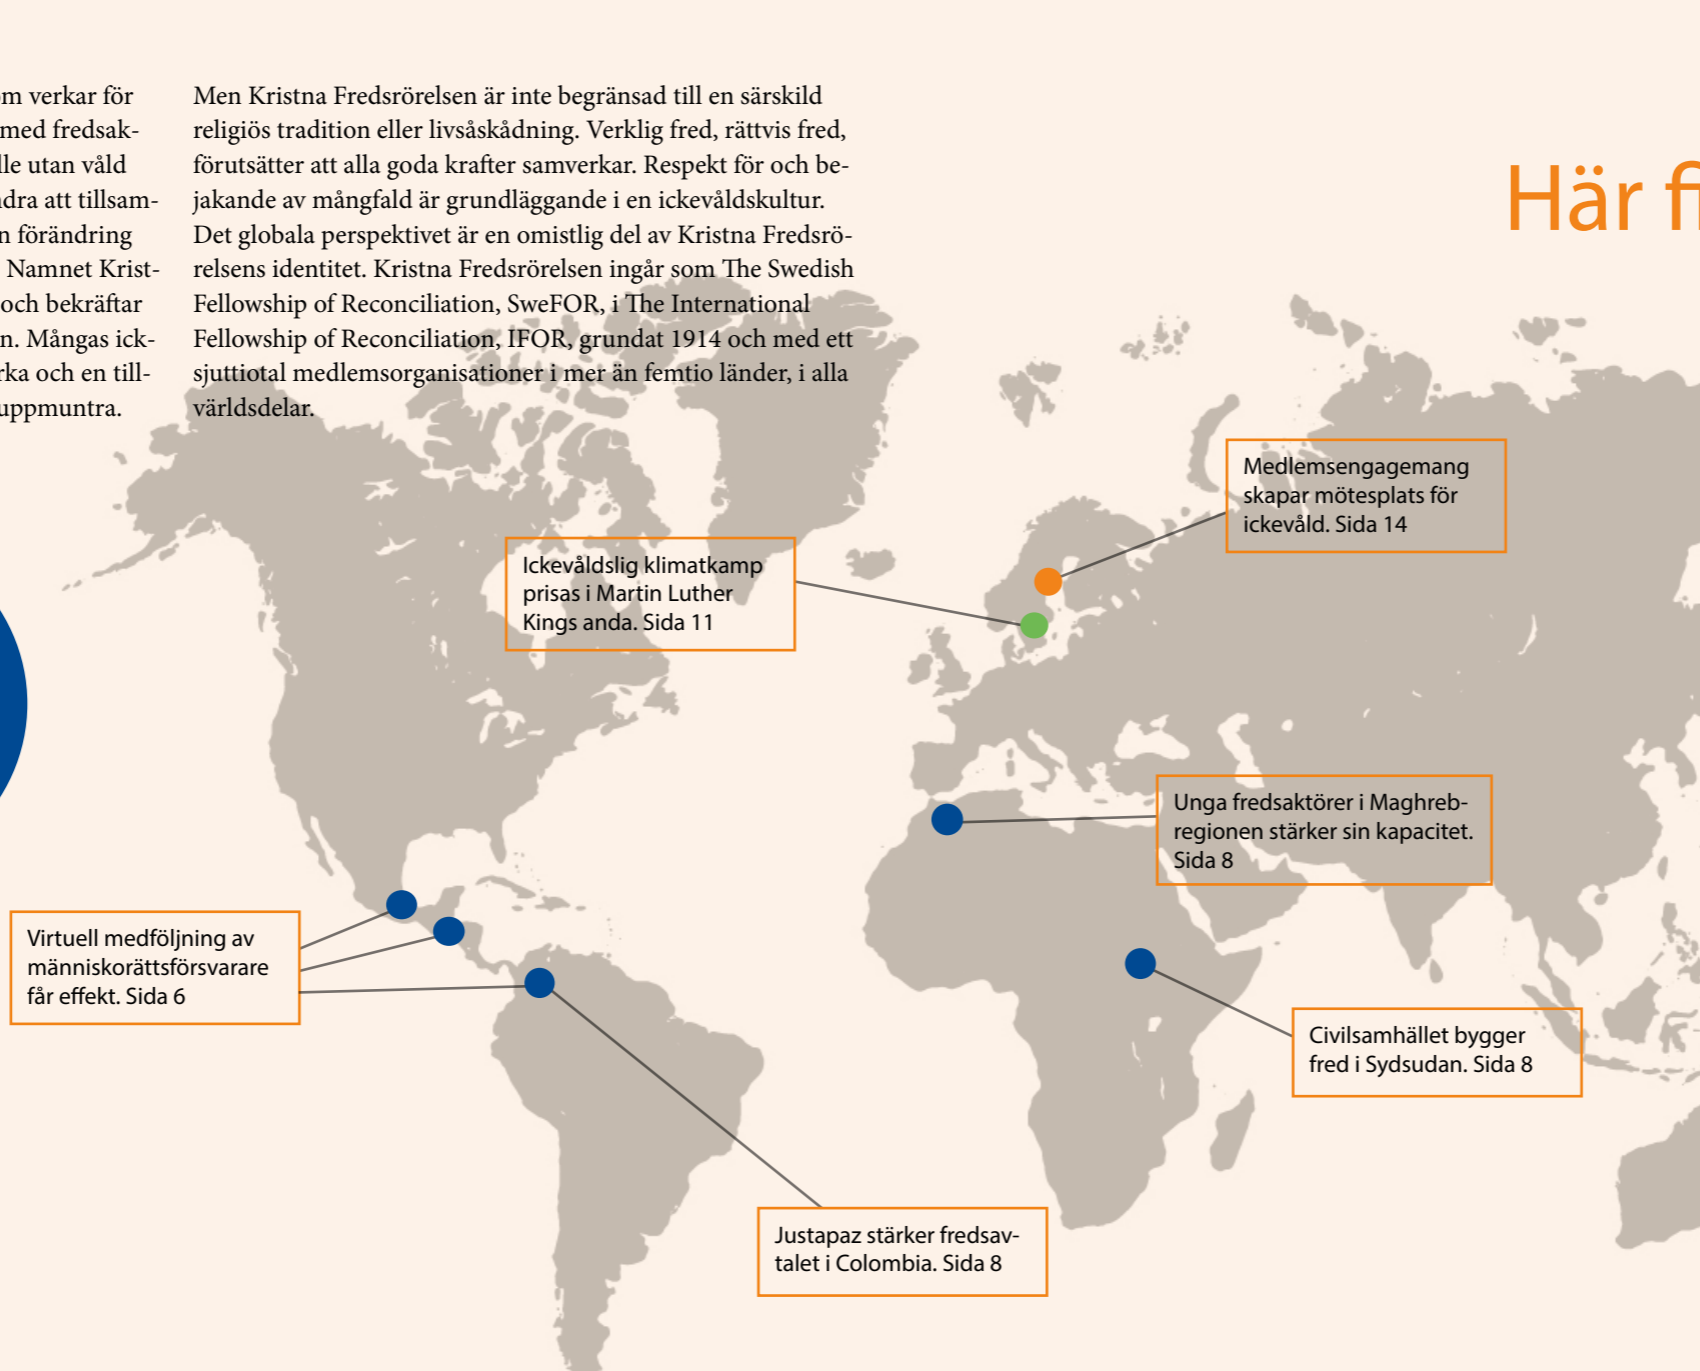 om verkar för
med fredsak-
lle utan våld
ndra att tillsam-
n förändring
Namnet Krist-
och bekräftar
n. Mångas ick-
rka och en till-
uppmuntra.
Men Kristna Fredsrörelsen är inte begränsad till en särskild
religiös tradition eller livsåskådning. Verklig fred, rättvis fred,
förutsätter att alla goda krafter samverkar. Respekt för och be-
jakande av mångfald är grundläggande i en ickevåldskultur.
Det globala perspektivet är en omistlig del av Kristna Fredsrö-
relsens identitet. Kristna Fredsrörelsen ingår som The Swedish
Fellowship of Reconciliation, SweFOR, i The International
Fellowship of Reconciliation, IFOR, grundat 1914 och med ett
sjuttiotal medlemsorganisationer i mer än femtio länder, i alla
världsdelar.
Här fi
Medlemsengagemang
skapar mötesplats för
ickevåld. Sida 14
Ickevåldslig klimatkamp
prisas i Martin Luther
Kings anda. Sida 11
Unga fredsaktörer i Maghreb-
regionen stärker sin kapacitet.
Sida 8
Virtuell medföljning av
människorättsförsvarare
får effekt. Sida 6
Civilsamhället bygger
fred i Sydsudan. Sida 8
Justapaz stärker fredsav-
talet i Colombia. Sida 8